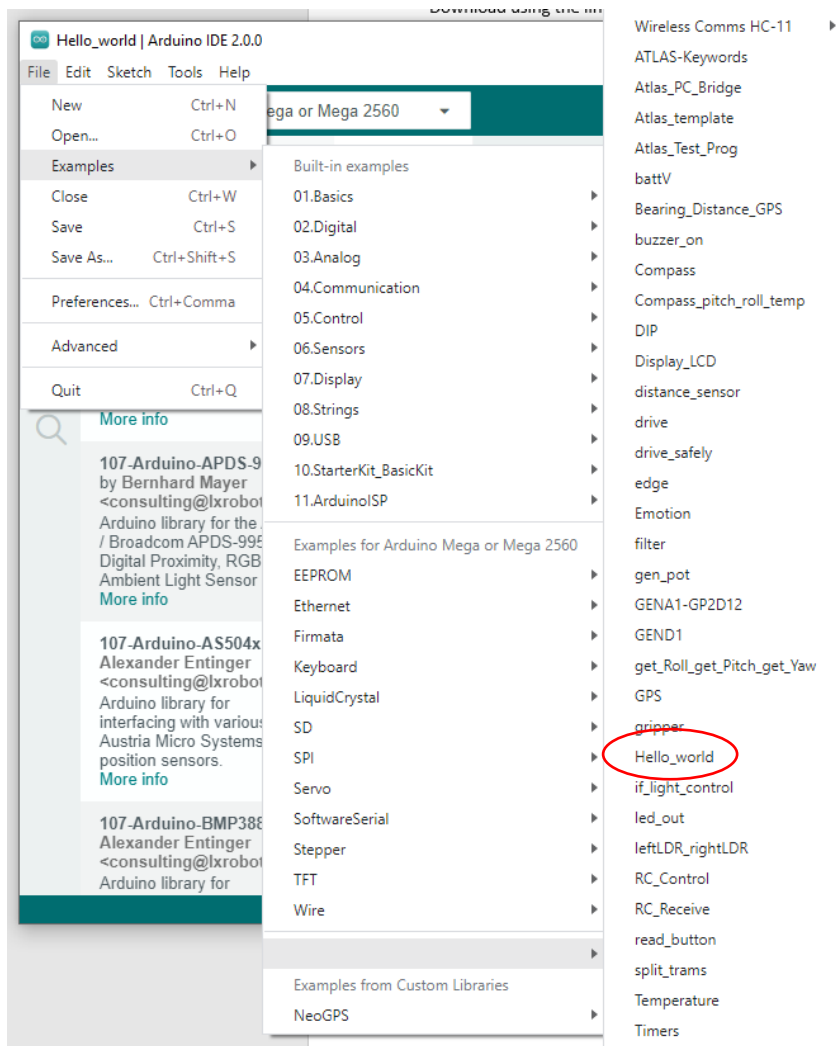 Download using the lin
Hello_world | Arduino IDE 2.0.0
File Edit Sketch Tools Help
New Ctrl+N
Open... Ctrl+O
Examples
Close Ctrl+W
Save Ctrl+S
Save As... Ctrl+Shift+S
Preferences... Ctrl+Comma
Advanced
Quit Ctrl+Q
ega or Mega 2560
More info
107-Arduino-APDS-9
by Bernhard Mayer
<consulting@lxrobot
Arduino library for the
/ Broadcom APDS-995
Digital Proximity, RGB
Ambient Light Sensor
More info
107-Arduino-AS504x
Alexander Entinger
<consulting@lxrobot
Arduino library for
interfacing with various
Austria Micro Systems
position sensors.
More info
107-Arduino-BMP388
Alexander Entinger
<consulting@lxrobot
Arduino library for
Built-in examples
01.Basics
02.Digital
03.Analog
04.Communication
05.Control
06.Sensors
07.Display
08.Strings
09.USB
10.StarterKit_BasicKit
11.ArduinoISP
Examples for Arduino Mega or Mega 2560
EEPROM
Ethernet
Firmata
Keyboard
LiquidCrystal
SD
SPI
Servo
SoftwareSerial
Stepper
TFT
Wire
Examples from Custom Libraries
NeoGPS
Wireless Comms HC-11
ATLAS-Keywords
Atlas_PC_Bridge
Atlas_template
Atlas_Test_Prog
battV
Bearing_Distance_GPS
buzzer_on
Compass
Compass_pitch_roll_temp
DIP
Display_LCD
distance_sensor
drive
drive_safely
edge
Emotion
filter
gen_pot
GENA1-GP2D12
GEND1
get_Roll_get_Pitch_get_Yaw
GPS
gripper
Hello_world
if_light_control
led_out
leftLDR_rightLDR
RC_Control
RC_Receive
read_button
split_trams
Temperature
Timers